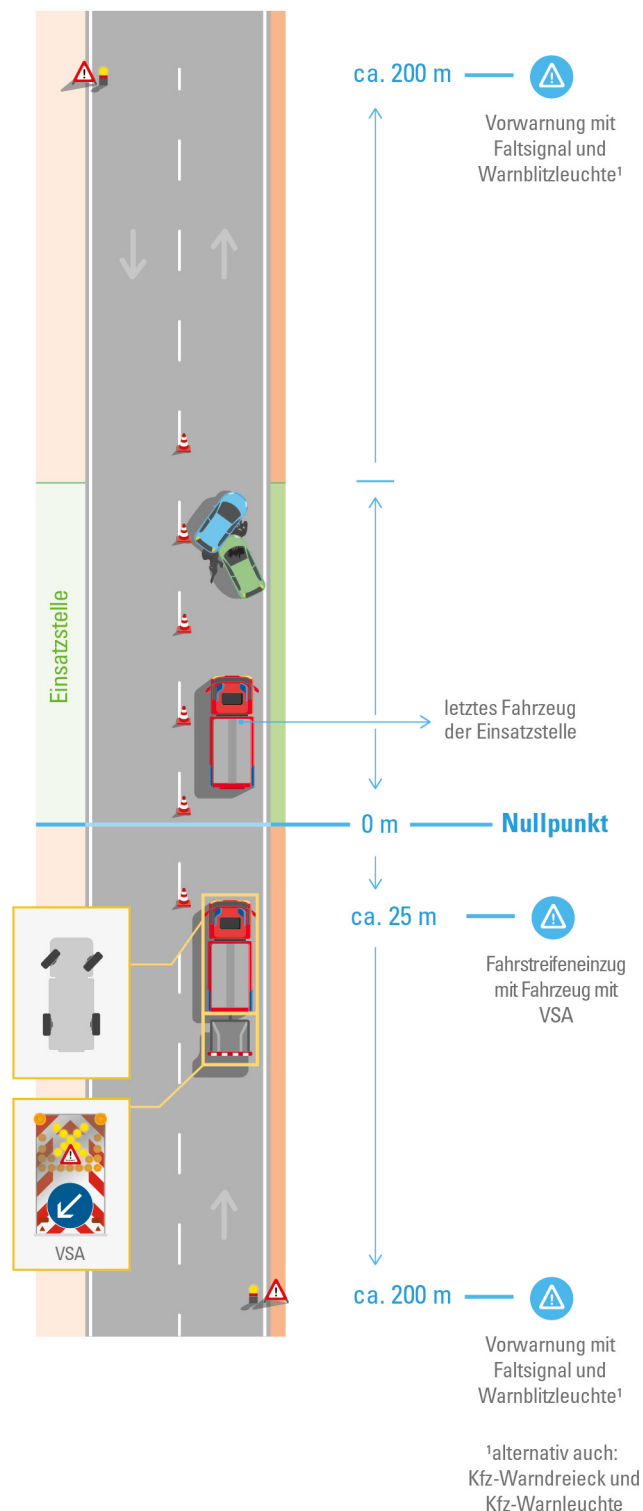 ca. 200 m
Vorwarnung mit
Faltsignal und
Warnblitzleuchte¹
Einsatzstelle
letztes Fahrzeug
der Einsatzstelle
0 m
Nullpunkt
ca. 25 m
Fahrstreifeneinzug
mit Fahrzeug mit
VSA
VSA
ca. 200 m
Vorwarnung mit
Faltsignal und
Warnblitzleuchte¹
¹alternativ auch:
Kfz-Warndreieck und
Kfz-Warnleuchte